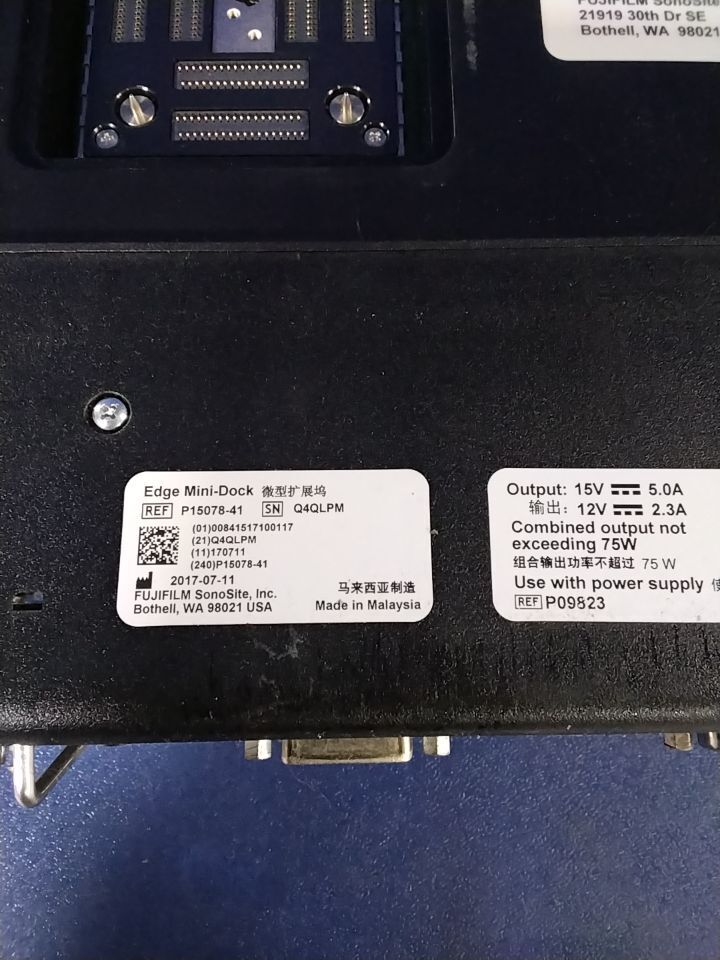 FUJIFILM SonoSite
21919 30th Dr SE
Bothell, WA 98021
Edge Mini-Dock 微型扩展坞
REF P15078-41 SN Q4QLPM
(01)00841517100117
(21)Q4QLPM
(11)170711
(240)P15078-41
2017-07-11
FUJIFILM SonoSite, Inc.
Bothell, WA 98021 USA
马来西亚制造
Made in Malaysia
Output: 15V 5.0A
输出: 12V 2.3A
Combined output not
exceeding 75W
组合输出功率不超过 75 W
Use with power supply
REF P09823